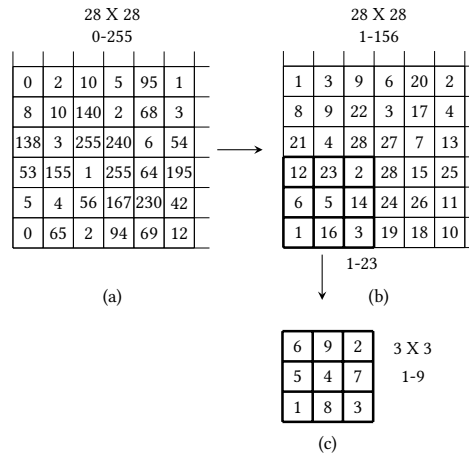 28 X 28
0-255
0 2 10 5 95 1
8 10 140 2 68 3
138 3 255 240 6 54
53 155 1 255 64 195
5 4 56 167 230 42
0 65 2 94 69 12
(a)
28 X 28
1-156
1 3 9 6 20 2
8 9 22 3 17 4
21 4 28 27 7 13
12 23 2 28 15 25
6 5 14 24 26 11
1 16 3 19 18 10
1-23
(b)
6 9 2
5 4 7
1 8 3
3 X 3
1-9
(c)